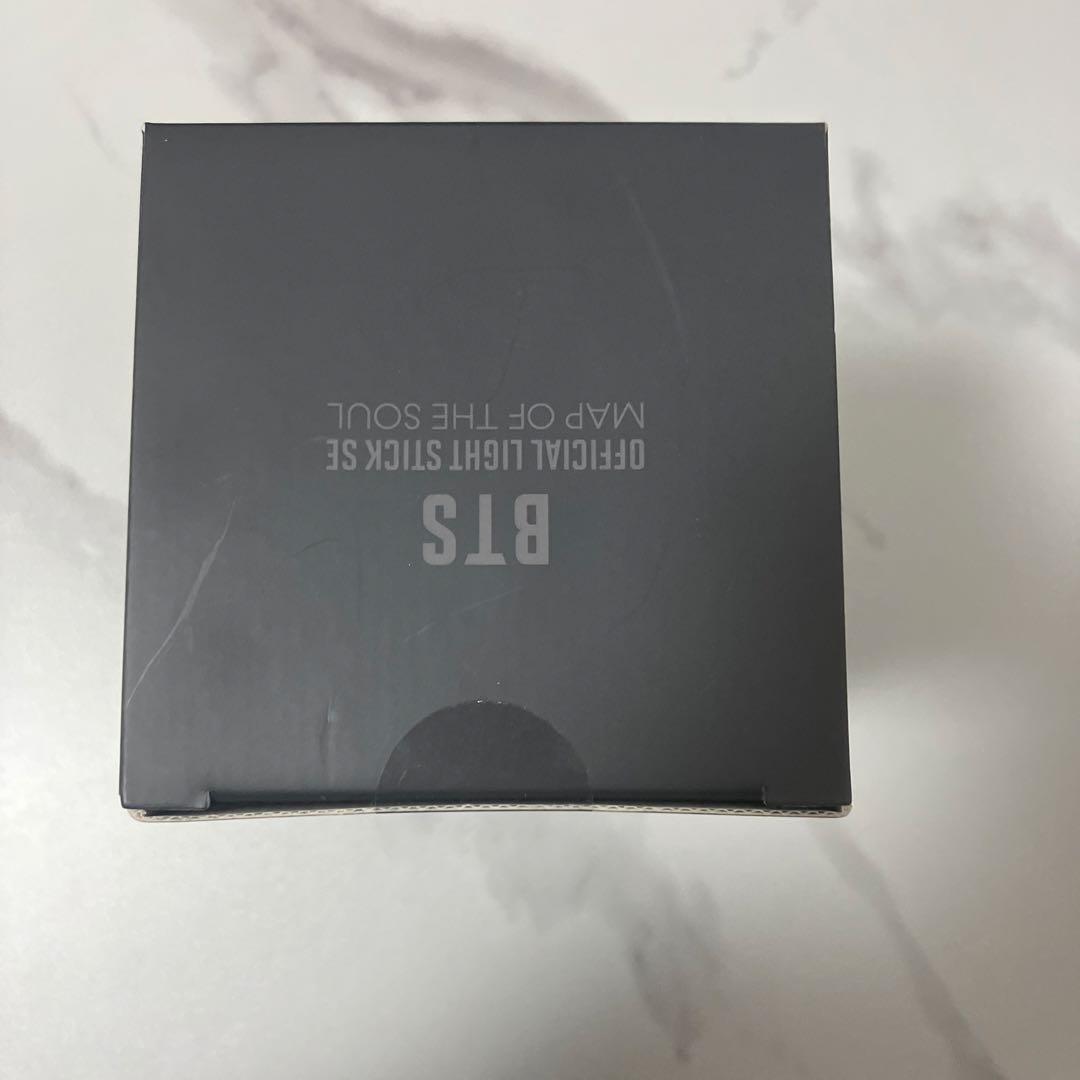 BTS
OFFICIAL LIGHT STICK SE
MAP OF THE SOUL